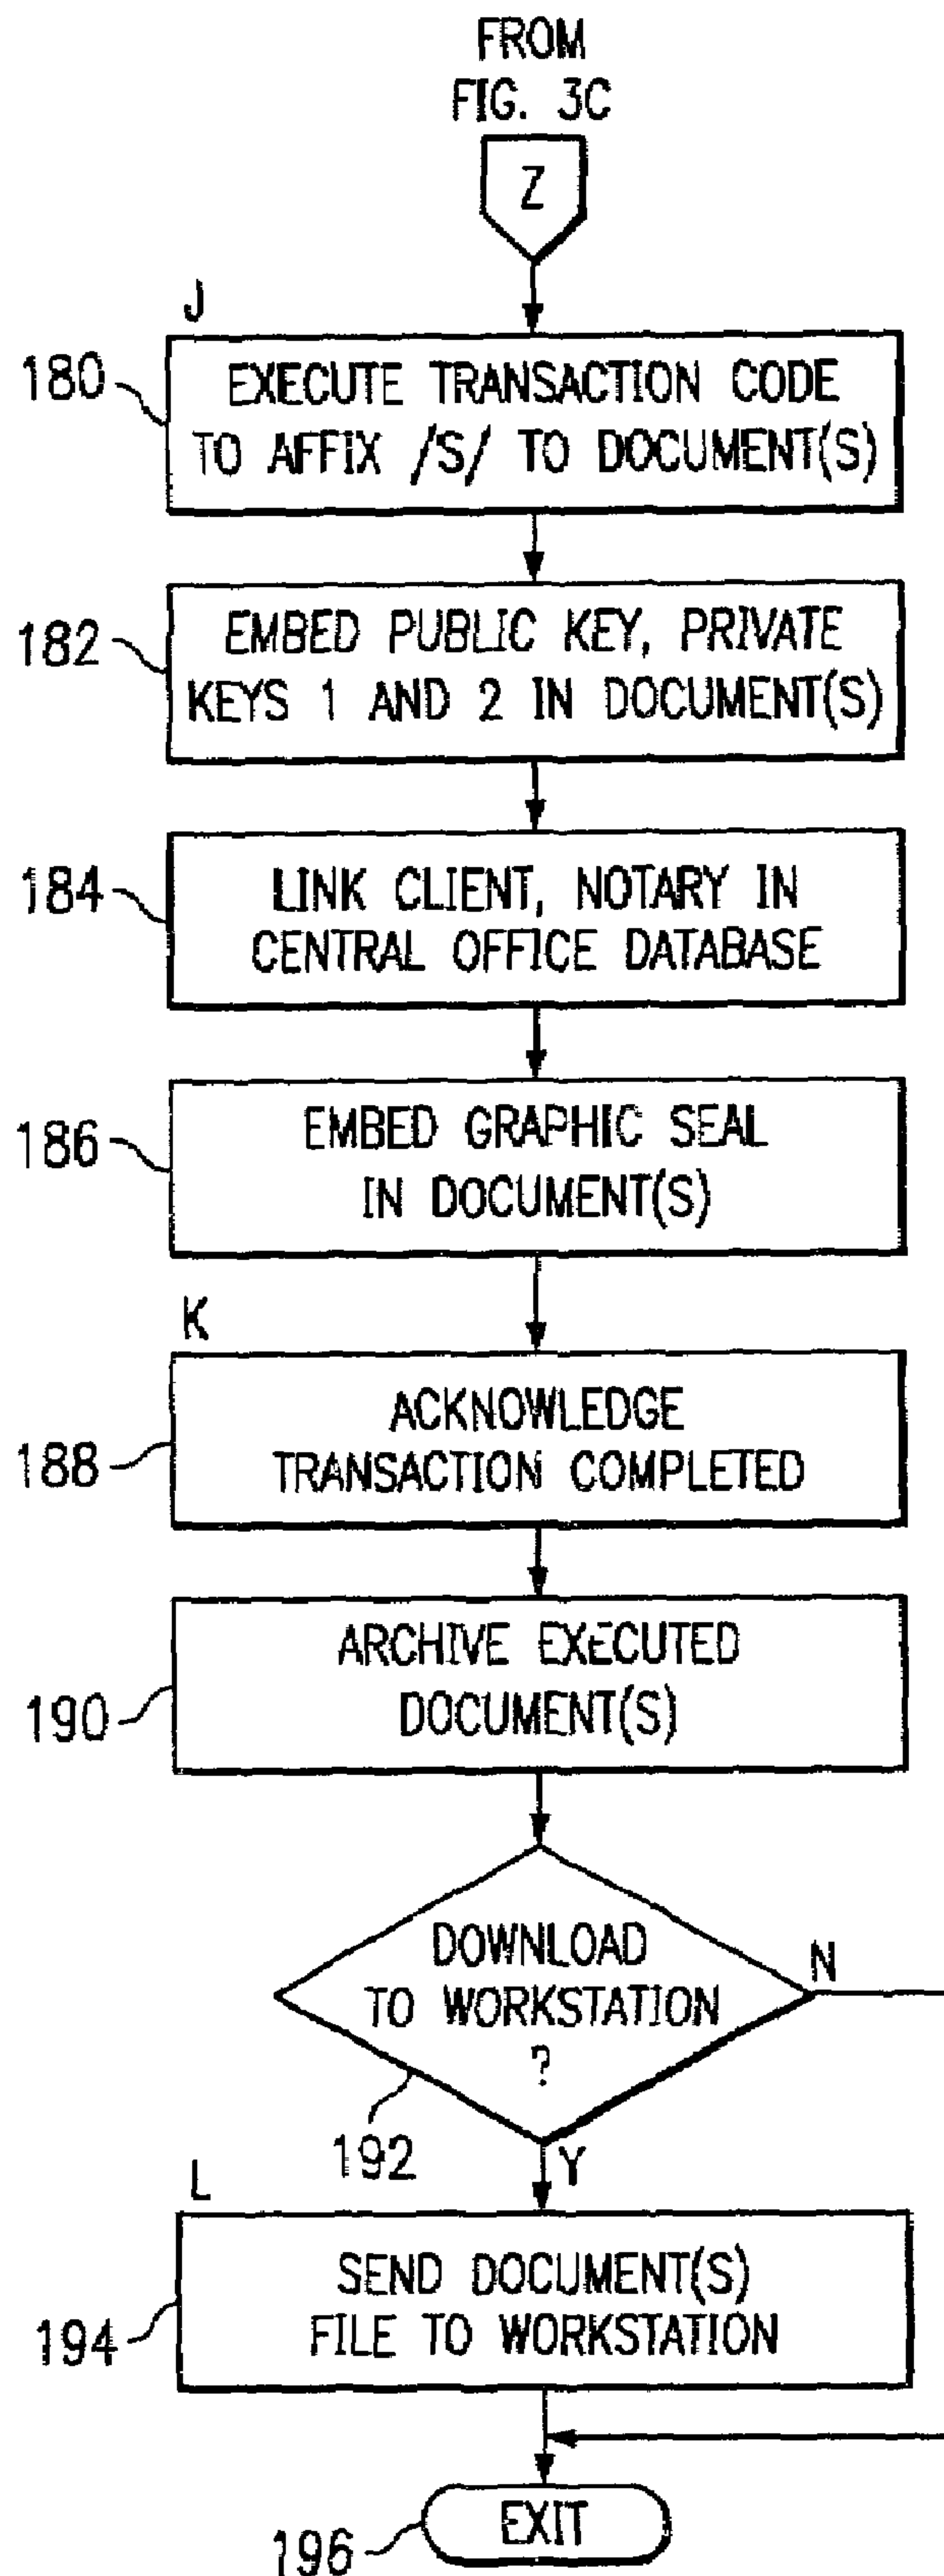 FROM
FIG. 3C
Z
J
180
EXECUTE TRANSACTION CODE
TO AFFIX /S/ TO DOCUMENT(S)
182
EMBED PUBLIC KEY, PRIVATE
KEYS 1 AND 2 IN DOCUMENT(S)
184
LINK CLIENT, NOTARY IN
CENTRAL OFFICE DATABASE
186
EMBED GRAPHIC SEAL
IN DOCUMENT(S)
K
188
ACKNOWLEDGE
TRANSACTION COMPLETED
190
ARCHIVE EXECUTED
DOCUMENT(S)
DOWNLOAD
TO WORKSTATION
?
N
192
Y
L
194
SEND DOCUMENT(S)
FILE TO WORKSTATION
196
EXIT